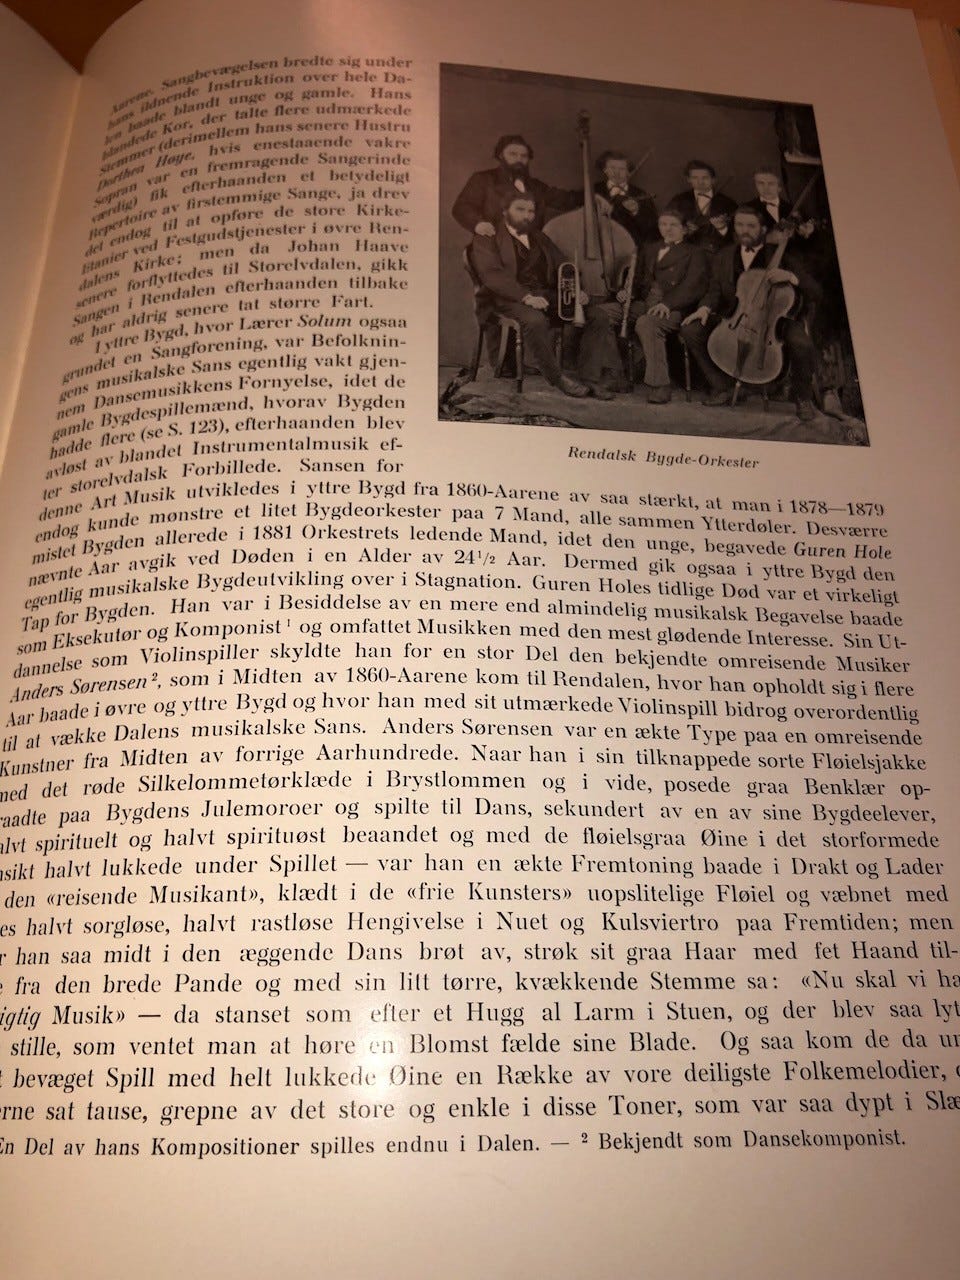 Aarene. Sangbevægelsen bredte sig under
hans ildnende Instruktion over hele Da-
len baade blandt unge og gamle. Hans
blandede Kor, der talte flere udmærkede
Stemmer (derimellem hans senere Hustru
Dorthea Høye, hvis enestaaende vakre
Sopran var en fremragende Sangerinde
værdig) fik efterhaanden et betydeligt
Repertoire av firstemmige Sange, ja drev
det endog til at opføre de store Kirke-
litanier ved Festgudstjenester i øvre Ren-
dalens Kirke; men da Johan Haave
senere forflyttedes til Storelvdalen, gikk
Sangen i Rendalen efterhaanden tilbake
og har aldrig senere tat større Fart.
I yttre Bygd, hvor Lærer Solum ogsaa
grundet en Sangforening, var Befolknin-
gens musikalske Sans egentlig vakt gjen-
nem Dansemusikkens Fornyelse, idet de
gamle Bygdespillemænd, hvorav Bygden
hadde flere (se S. 123), efterhaanden blev
avløst av blandet Instrumentalmusik ef-
ter storelvdalsk Forbillede. Sansen for
denne Art Musik utvikledes i yttre Bygd fra 1860-Aarene av saa stærkt, at man i 1878—1879
endog kunde mønstre et litet Bygdeorkester paa 7 Mand, alle sammen Ytterdøler. Desværre
mistet Bygden allerede i 1881 Orkestrets ledende Mand, idet den unge, begavede Guren Hole
nævnte Aar avgik ved Døden i en Alder av 24 1/2 Aar. Dermed gik ogsaa i yttre Bygd den
egentlig musikalske Bygdeutvikling over i Stagnation. Guren Holes tidlige Død var et virkeligt
Tap for Bygden. Han var i Besiddelse av en mere end almindelig musikalsk Begavelse baade
som Eksekutør og Komponist ¹ og omfattet Musikken med den mest glødende Interesse. Sin Ut-
dannelse som Violinspiller skyldte han for en stor Del den bekjendte omreisende Musiker
Anders Sørensen ², som i Midten av 1860-Aarene kom til Rendalen, hvor han opholdt sig i flere
Aar baade i øvre og yttre Bygd og hvor han med sit utmærkede Violinspill bidrog overordentlig
til at vække Dalens musikalske Sans. Anders Sørensen var en ækte Type paa en omreisende
Kunstner fra Midten av forrige Aarhundrede. Naar han i sin tilknappede sorte Fløielsjakke
med det røde Silkelommetørklæde i Brystlommen og i vide, posede graa Benklær op-
raadte paa Bygdens Julemoroer og spilte til Dans, sekundert av en av sine Bygdeelever,
alvt spirituelt og halvt spirituøst beaandet og med de fløielsgraa Øine i det storformede
nsikt halvt lukkede under Spillet — var han en ækte Fremtoning baade i Drakt og Lader
den «reisende Musikant», klædt i de «frie Kunsters» uopslitelige Fløiel og væbnet med
es halvt sorgløse, halvt rastløse Hengivelse i Nuet og Kulsviertro paa Fremtiden; men
r han saa midt i den æggende Dans brøt av, strøk sit graa Haar med fet Haand til-
e fra den brede Pande og med sin litt tørre, kvækkende Stemme sa: «Nu skal vi ha
igtig Musik» — da stanset som efter et Hugg al Larm i Stuen, og der blev saa lyt
stille, som ventet man at høre en Blomst fælde sine Blade. Og saa kom de da un
t bevæget Spill med helt lukkede Øine en Række av vore deiligste Folkemelodier,
erne sat tause, grepne av det store og enkle i disse Toner, som var saa dypt i Slæ
En Del av hans Kompositioner spilles endnu i Dalen. — ² Bekjendt som Dansekomponist.
Rendalsk Bygde-Orkester